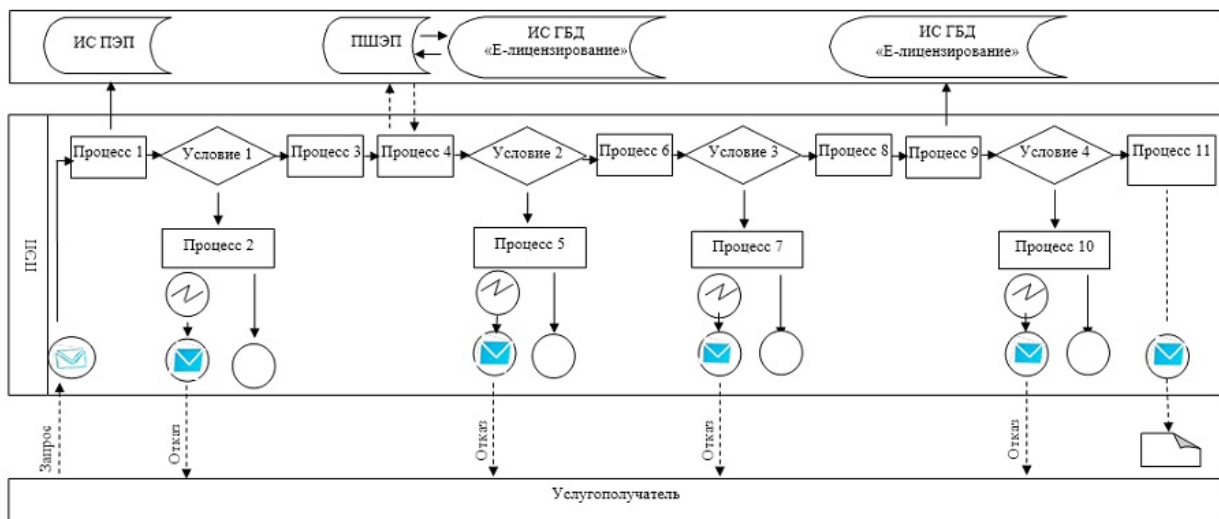 ИС ПЭП
ПШЭП
ИС ГБД
«Е-лицензирование»
ИС ГБД
«Е-лицензирование»
ПЭП
Процесс 1
Условие 1
Процесс 3
Процесс 4
Условие 2
Процесс 6
Условие 3
Процесс 8
Процесс 9
Условие 4
Процесс 11
Процесс 2
Процесс 5
Процесс 7
Процесс 10
Запрос
Отказ
Отказ
Отказ
Отказ
Услугополучатель